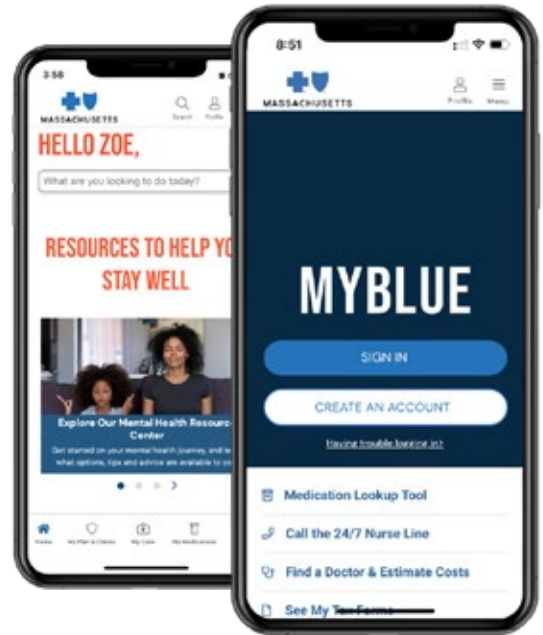 3:58
MASSACHUSETTS
Search
Profile
HELLO ZOE,
What are you looking to do today?
RESOURCES TO HELP YO
STAY WELL
Explore Our Mental Health Resourc
Center
Get started on your mental health journey, and le
what options, tips and advice are available to yo
Home
My Plan & Claims
My Care
My Medications
8:51
MASSACHUSETTS
Profile
Menu
MYBLUE
SIGN IN
CREATE AN ACCOUNT
Having trouble logging in?
Medication Lookup Tool
Call the 24/7 Nurse Line
Find a Doctor & Estimate Costs
See My Tax Forms